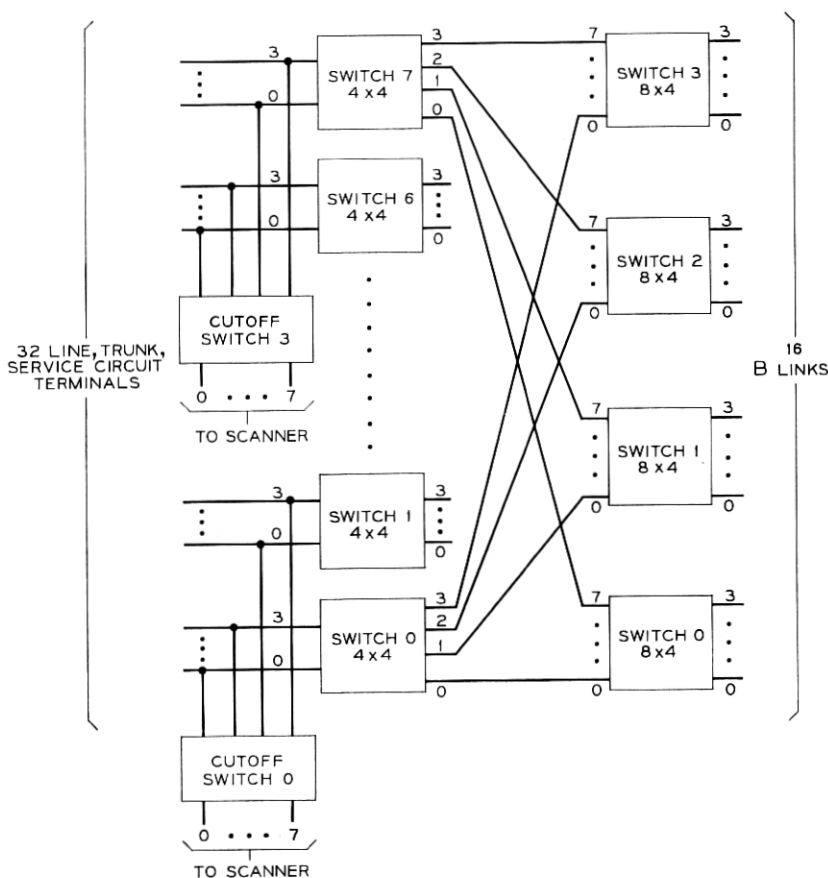 3
SWITCH 7
4 x 4
3
2
1
0
0
7
SWITCH 3
8 x 4
3
0
0
3
SWITCH 6
4 x 4
3
0
0
7
SWITCH 2
8 x 4
3
0
0
CUTOFF
SWITCH 3
0 7
TO SCANNER
32 LINE, TRUNK,
SERVICE CIRCUIT
TERMINALS
16
B LINKS
7
SWITCH 1
8 x 4
3
0
0
3
SWITCH 1
4 x 4
3
0
0
3
SWITCH 0
4 x 4
3
2
1
0
0
7
SWITCH 0
8 x 4
3
0
0
CUTOFF
SWITCH 0
0 7
TO SCANNER